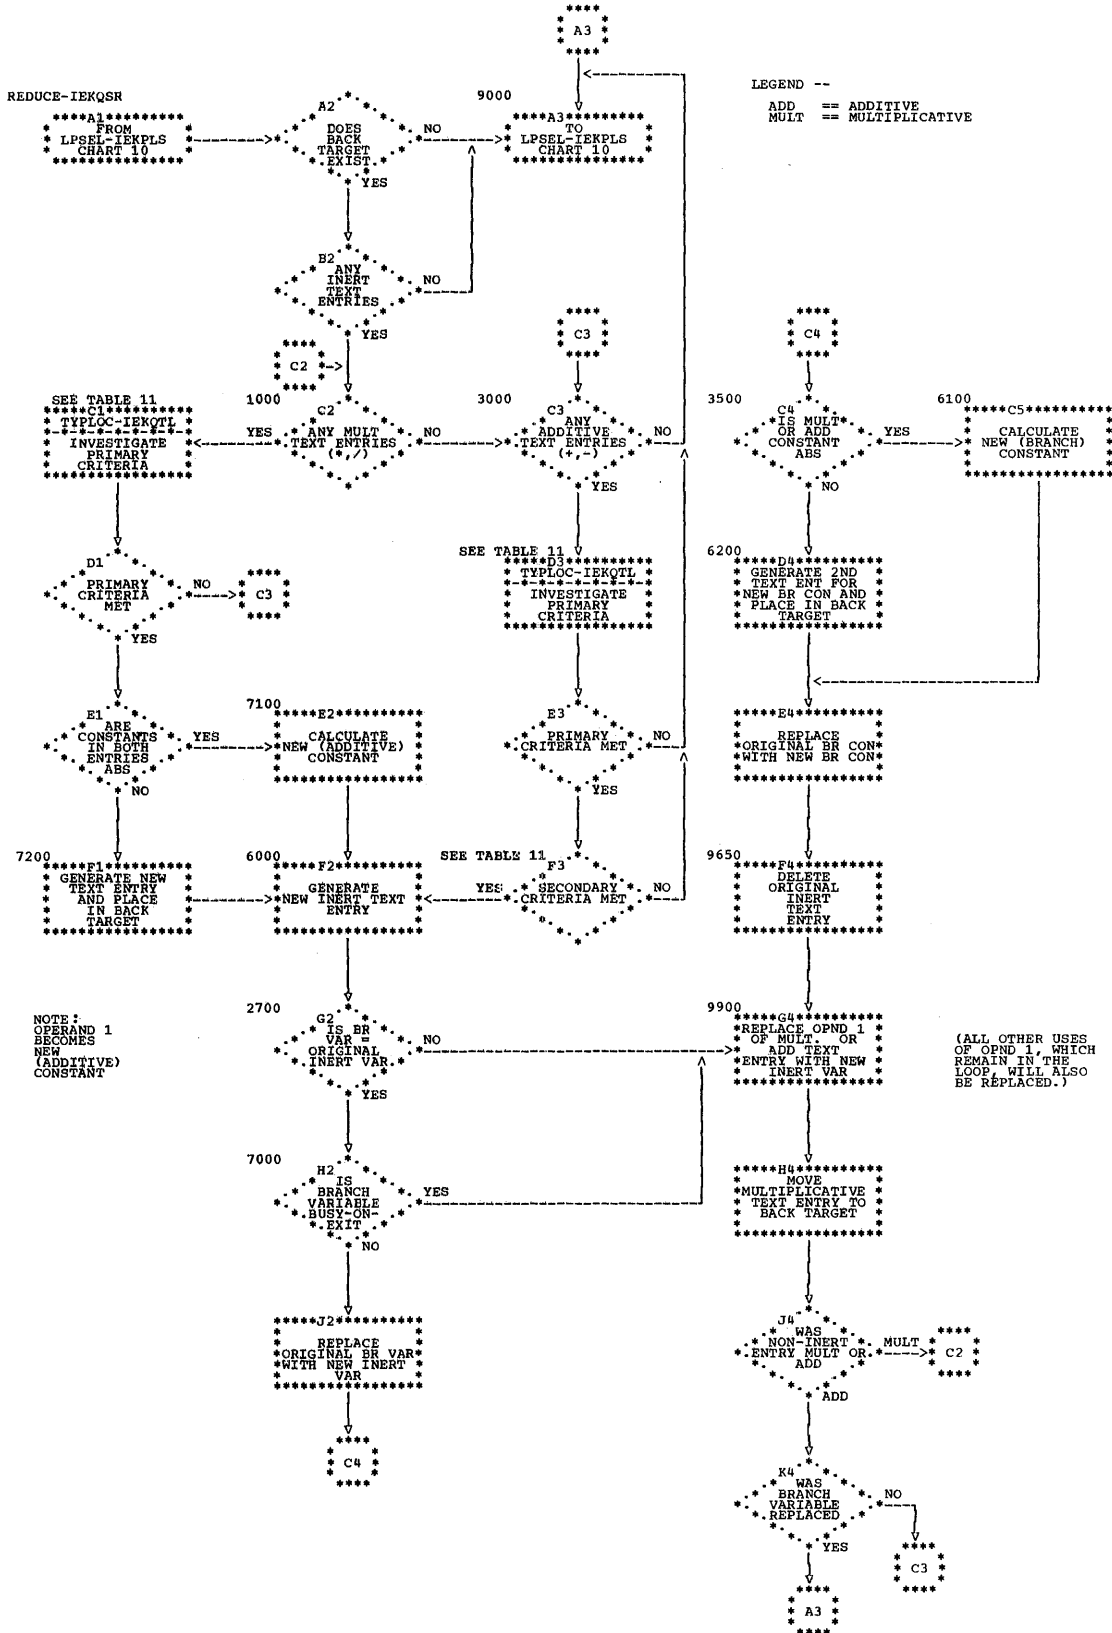 A3
LEGEND --
ADD == ADDITIVE
MULT == MULTIPLICATIVE
REDUCE-IEKQSR
A1
FROM
LPSEL-IEKPLS
CHART 10
A2
DOES
BACK
TARGET
EXIST
NO
YES
9000
A3
TO
LPSEL-IEKPLS
CHART 10
B2
ANY
INERT
TEXT
ENTRIES
NO
YES
C2
C3
C4
SEE TABLE 11
C1
TYPLOC-IEKQTL
INVESTIGATE
PRIMARY
CRITERIA
1000
YES
C2
ANY MULT
TEXT ENTRIES
(*,/)
NO
3000
C3
ANY
ADDITIVE
TEXT ENTRIES
(+,-)
NO
YES
3500
C4
IS MULT
OR ADD
CONSTANT
ABS
YES
NO
6100
C5
CALCULATE
NEW (BRANCH)
CONSTANT
D1
PRIMARY
CRITERIA
MET
NO
YES
C3
SEE TABLE 11
D3
TYPLOC-IEKQTL
INVESTIGATE
PRIMARY
CRITERIA
6200
D4
GENERATE 2ND
TEXT ENT FOR
NEW BR CON AND
PLACE IN BACK
TARGET
E1
ARE
CONSTANTS
IN BOTH
ENTRIES
ABS
YES
NO
7100
E2
CALCULATE
NEW (ADDITIVE)
CONSTANT
E3
PRIMARY
CRITERIA MET
NO
YES
E4
REPLACE
ORIGINAL BR CON
WITH NEW BR CON
7200
F1
GENERATE NEW
TEXT ENTRY
AND PLACE
IN BACK
TARGET
6000
F2
GENERATE
NEW INERT TEXT
ENTRY
SEE TABLE 11
YES
F3
SECONDARY
CRITERIA MET
NO
9650
F4
DELETE
ORIGINAL
INERT
TEXT
ENTRY
NOTE:
OPERAND 1
BECOMES
NEW
(ADDITIVE)
CONSTANT
2700
G2
IS BR
VAR =
ORIGINAL
INERT VAR
NO
YES
9900
G4
REPLACE OPND 1
OF MULT. OR
ADD TEXT
ENTRY WITH NEW
INERT VAR
(ALL OTHER USES
OF OPND 1, WHICH
REMAIN IN THE
LOOP, WILL ALSO
BE REPLACED.)
7000
H2
IS
BRANCH
VARIABLE
BUSY-ON-
EXIT
YES
NO
H4
MOVE
MULTIPLICATIVE
TEXT ENTRY TO
BACK TARGET
J2
REPLACE
ORIGINAL BR VAR
WITH NEW INERT
VAR
J4
WAS
NON-INERT
ENTRY MULT OR
ADD
MULT
C2
ADD
C4
K4
WAS
BRANCH
VARIABLE
REPLACED
NO
YES
C3
A3